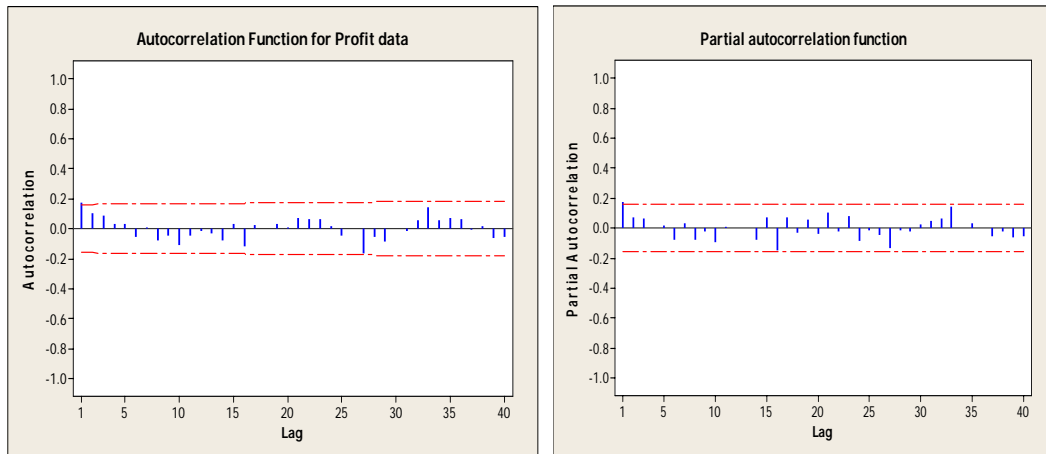 Autocorrelation Function for Profit data
Autocorrelation
1.0
0.8
0.6
0.4
0.2
0.0
-0.2
-0.4
-0.6
-0.8
-1.0
1 5 10 15 20 25 30 35 40
Lag
Partial autocorrelation function
Partial Autocorrelation
1.0
0.8
0.6
0.4
0.2
0.0
-0.2
-0.4
-0.6
-0.8
-1.0
1 5 10 15 20 25 30 35 40
Lag